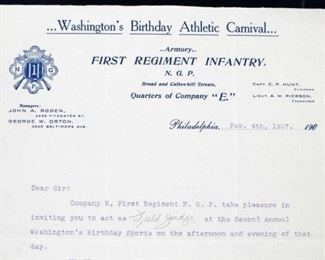 ...Washington's Birthday Athletic Carnival...
..Armory..
FIRST REGIMENT INFANTRY.
N. G. P.
Broad and Callowhill Streets,
Quarters of Company "E."
N G P
Managers:
JOHN A. RODEN,
GEORGE W. ORTON,
CAPT. C. P. HUNT,
LIEUT. A. H. PIERSON,
Philadelphia, Feb. 4th, 1907. 190
Dear Sir:
Company E, First Regiment N. G. P. take pleasure in
inviting you to act as Field Judge at the Second Annual
Washington's Birthday Sports on the afternoon and evening of
that day.